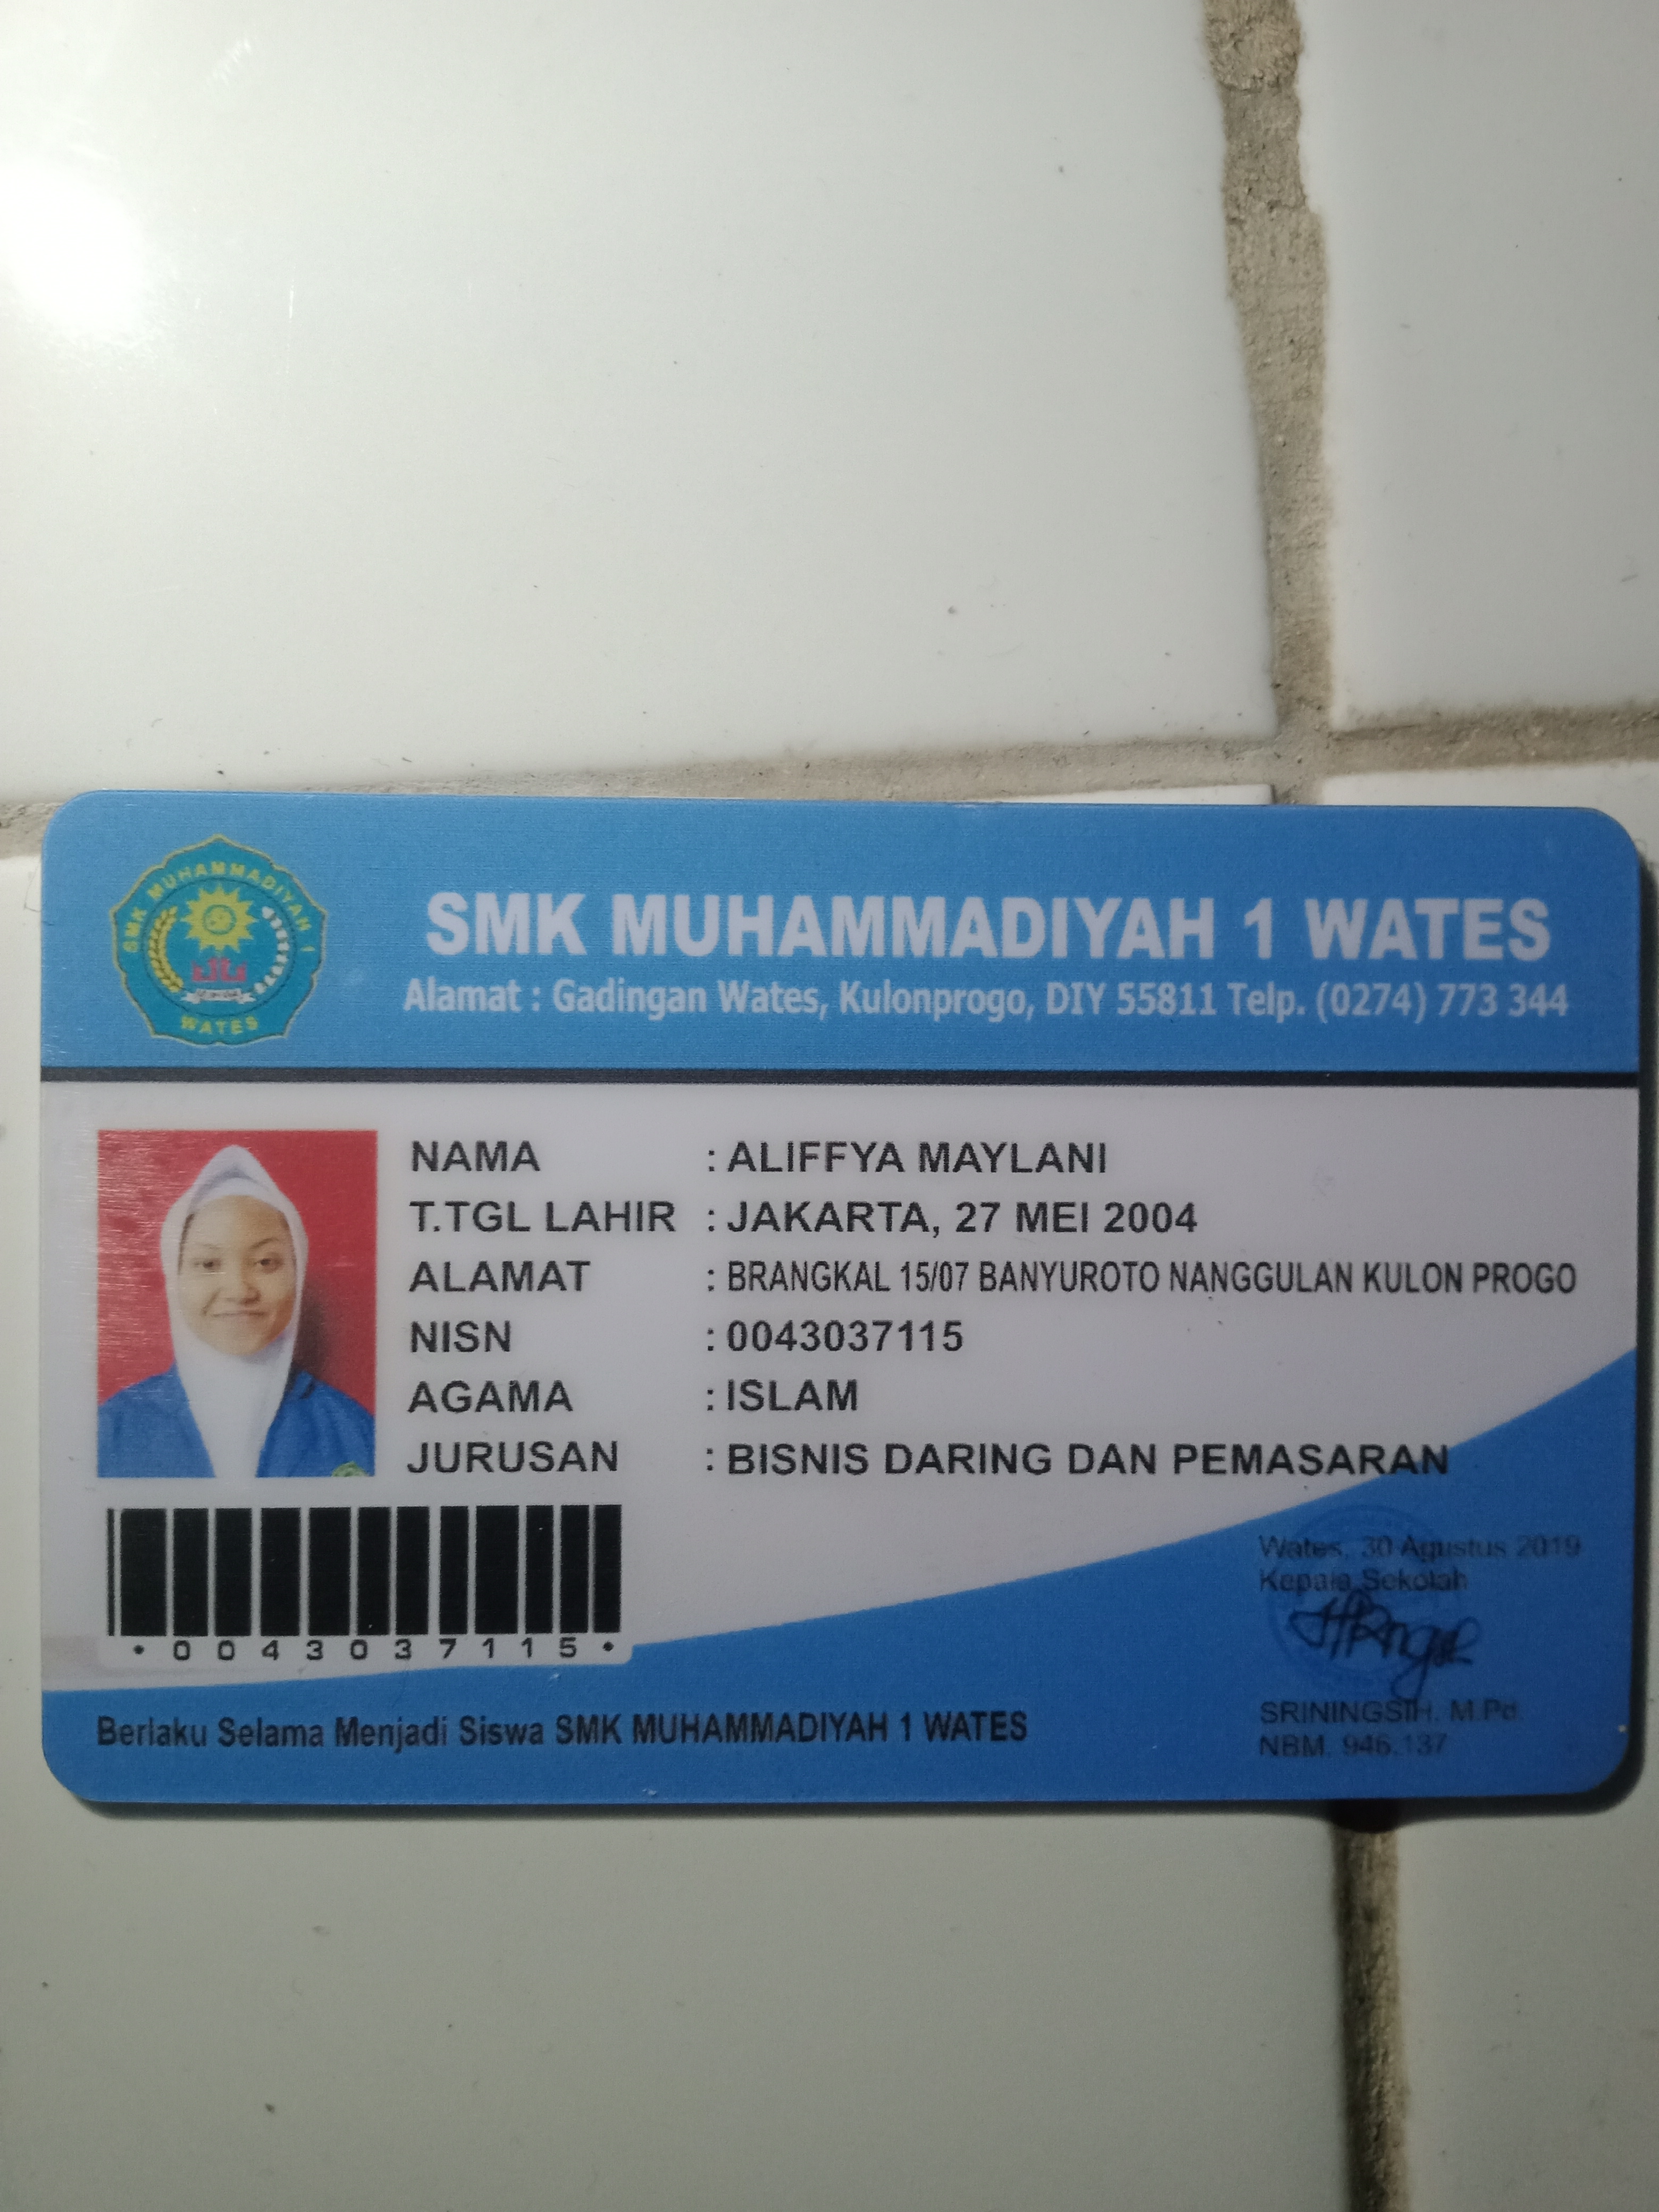 SMK MUHAMMADIYAH 1
WATES
SMK MUHAMMADIYAH 1 WATES
Alamat : Gadingan Wates, Kulonprogo, DIY 55811 Telp. (0274) 773 344
NAMA : ALIFFYA MAYLANI
T.TGL LAHIR : JAKARTA, 27 MEI 2004
ALAMAT : BRANGKAL 15/07 BANYUROTO NANGGULAN KULON PROGO
NISN : 0043037115
AGAMA : ISLAM
JURUSAN : BISNIS DARING DAN PEMASARAN
• 0 0 4 3 0 3 7 1 1 5 •
Wates, 30 Agustus 2019
Kepala Sekolah
SRININGSIH, M.Pd.
NBM. 946.137
Berlaku Selama Menjadi Siswa SMK MUHAMMADIYAH 1 WATES